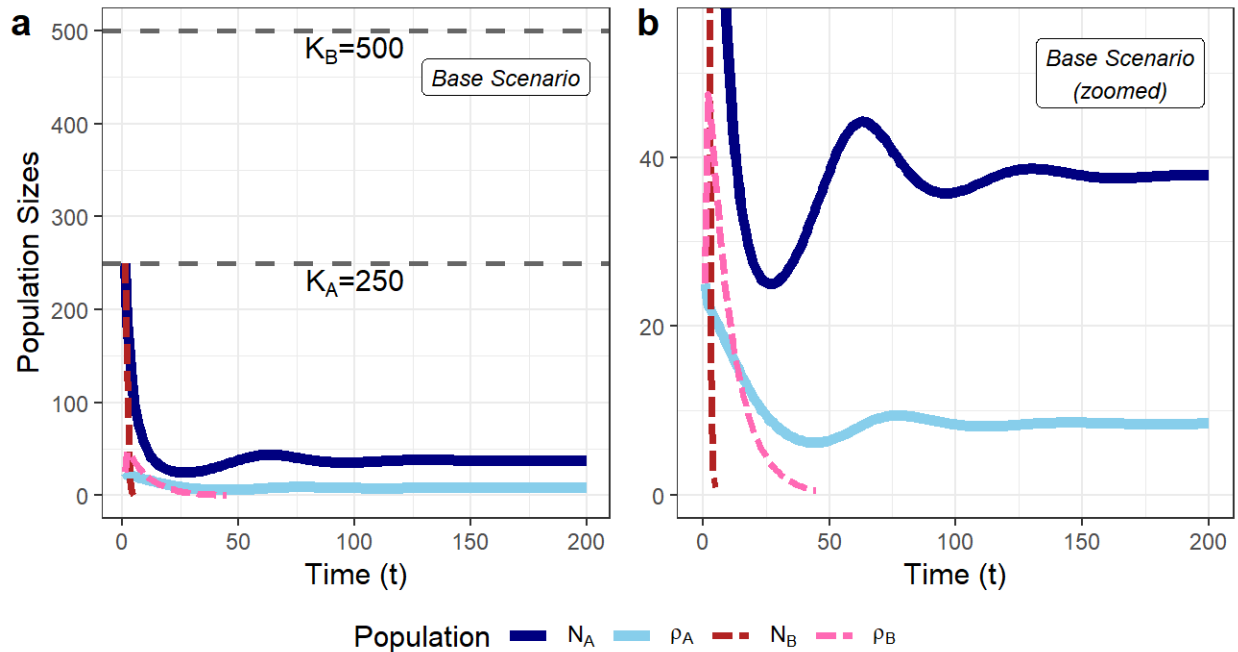 a
500
400
300
200
100
0
Population Sizes
K_B=500
Base Scenario
K_A=250
0 50 100 150 200
Time (t)
b
40
20
0
Base Scenario
(zoomed)
0 50 100 150 200
Time (t)
Population N_A ρ_A N_B ρ_B